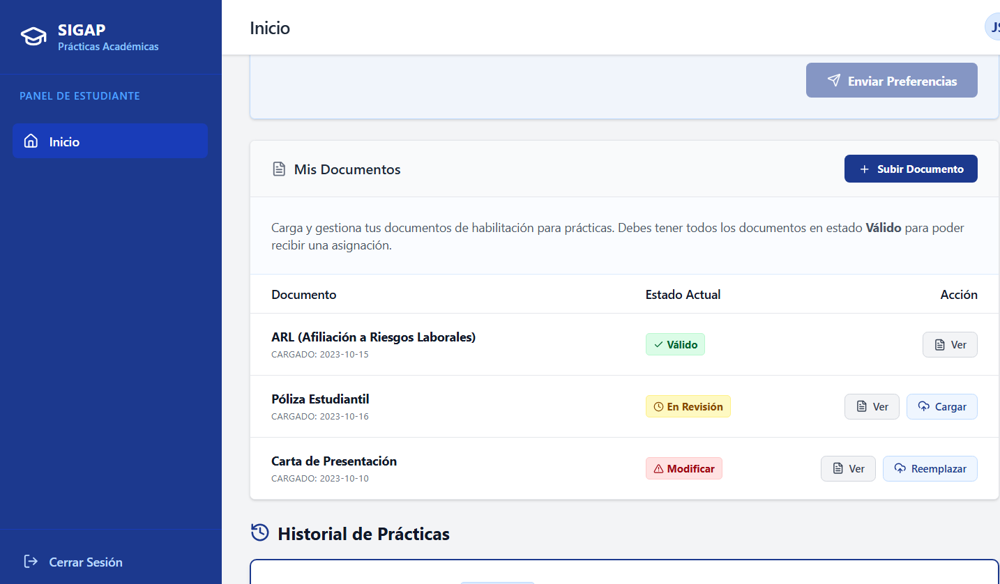 SIGAP
Prácticas Académicas
PANEL DE ESTUDIANTE
Inicio
Cerrar Sesión
Inicio
JS
Enviar Preferencias
Mis Documentos
Subir Documento
Carga y gestiona tus documentos de habilitación para prácticas. Debes tener todos los documentos en estado Válido para poder
recibir una asignación.
Documento Estado Actual Acción
ARL (Afiliación a Riesgos Laborales)
CARGADO: 2023-10-15
Válido
Ver
Póliza Estudiantil
CARGADO: 2023-10-16
En Revisión
Ver
Cargar
Carta de Presentación
CARGADO: 2023-10-10
Modificar
Ver
Reemplazar
Historial de Prácticas